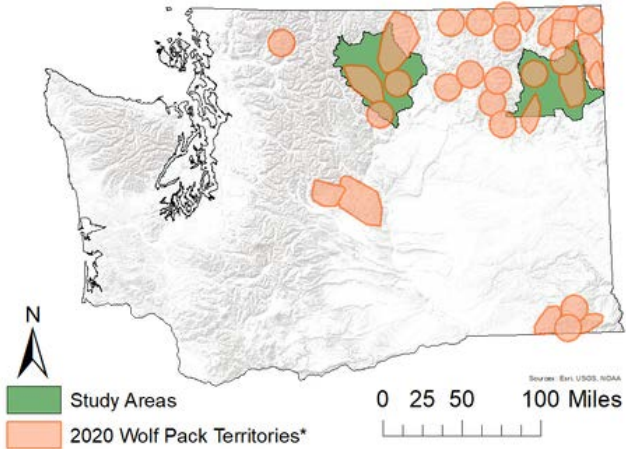 N
Sources: Esri, USGS, NOAA
Study Areas
0 25 50 100 Miles
2020 Wolf Pack Territories*